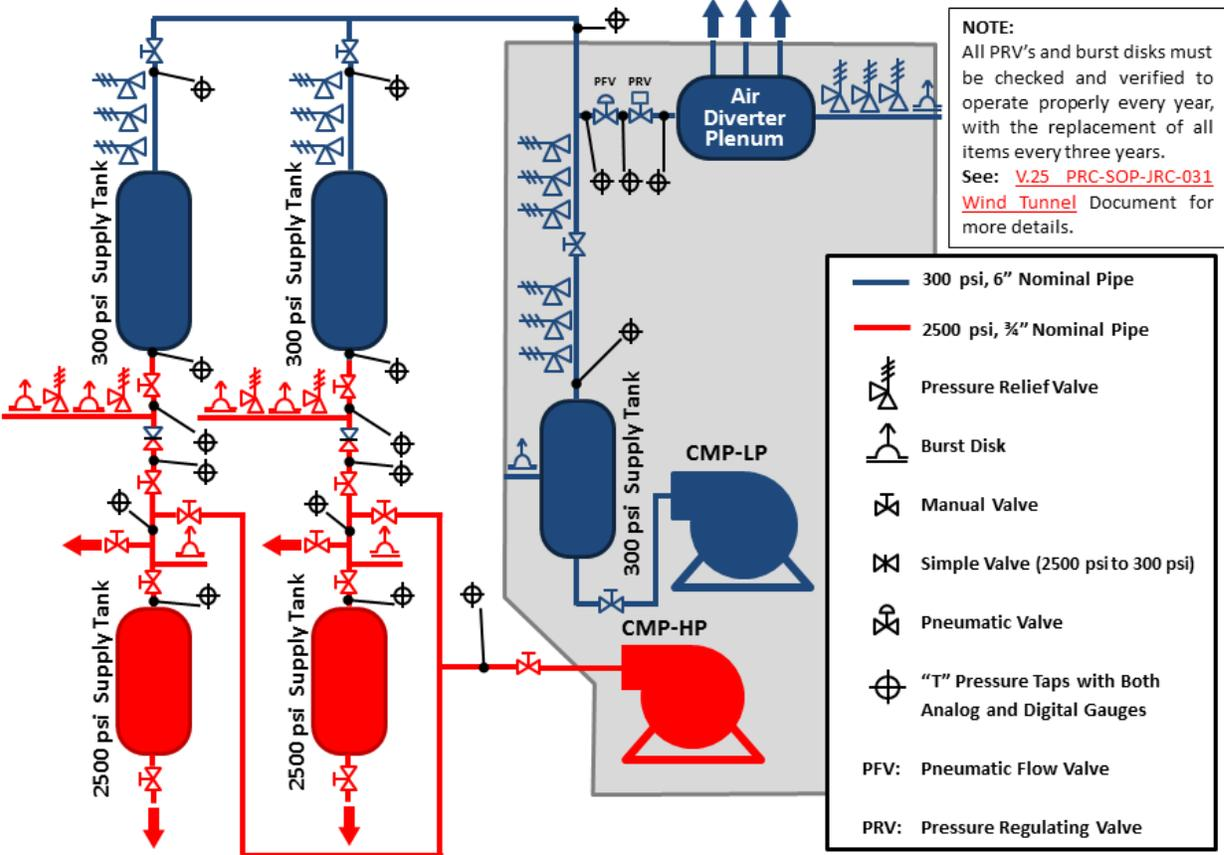 NOTE:
All PRV's and burst disks must
be checked and verified to
operate properly every year,
with the replacement of all
items every three years.
See: V.25 PRC-SOP-JRC-031
Wind Tunnel Document for
more details.
PFV
PRV
Air
Diverter
Plenum
300 psi Supply Tank
300 psi Supply Tank
300 psi Supply Tank
CMP-LP
CMP-HP
2500 psi Supply Tank
2500 psi Supply Tank
300 psi, 6” Nominal Pipe
2500 psi, ¾” Nominal Pipe
Pressure Relief Valve
Burst Disk
Manual Valve
Simple Valve (2500 psi to 300 psi)
Pneumatic Valve
“T” Pressure Taps with Both
Analog and Digital Gauges
PFV: Pneumatic Flow Valve
PRV: Pressure Regulating Valve